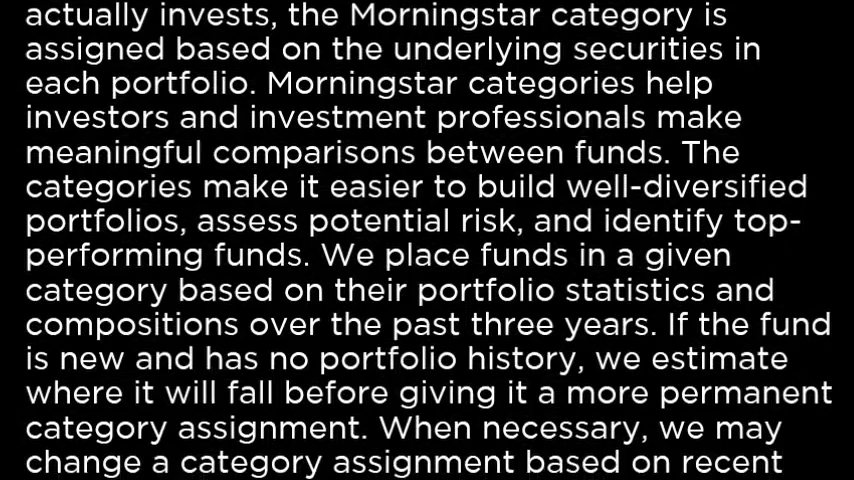 actually invests, the Morningstar category is
assigned based on the underlying securities in
each portfolio. Morningstar categories help
investors and investment professionals make
meaningful comparisons between funds. The
categories make it easier to build well-diversified
portfolios, assess potential risk, and identify top-
performing funds. We place funds in a given
category based on their portfolio statistics and
compositions over the past three years. If the fund
is new and has no portfolio history, we estimate
where it will fall before giving it a more permanent
category assignment. When necessary, we may
change a category assignment based on recent